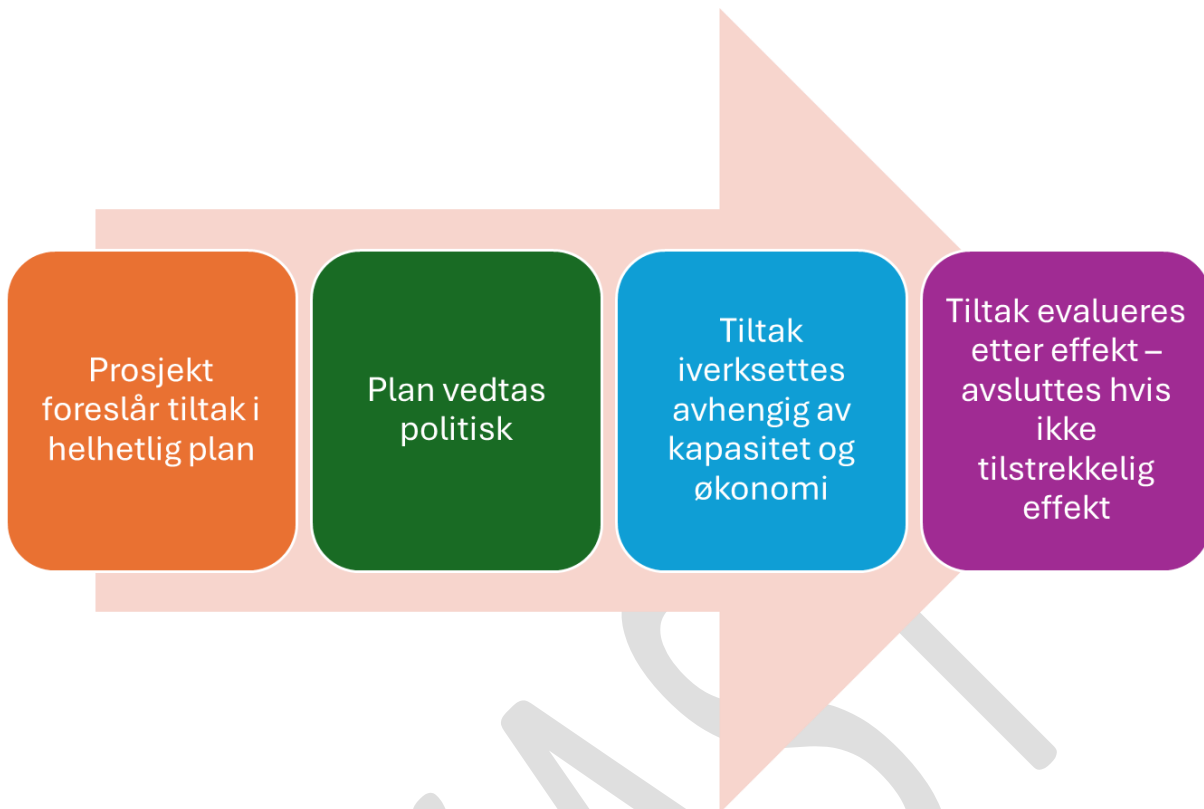 Prosjekt
foreslår tiltak i
helhetlig plan
Plan vedtas
politisk
Tiltak
iverksettes
avhengig av
kapasitet og
økonomi
Tiltak evalueres
etter effekt –
avsluttes hvis
ikke
tilstrekkelig
effekt